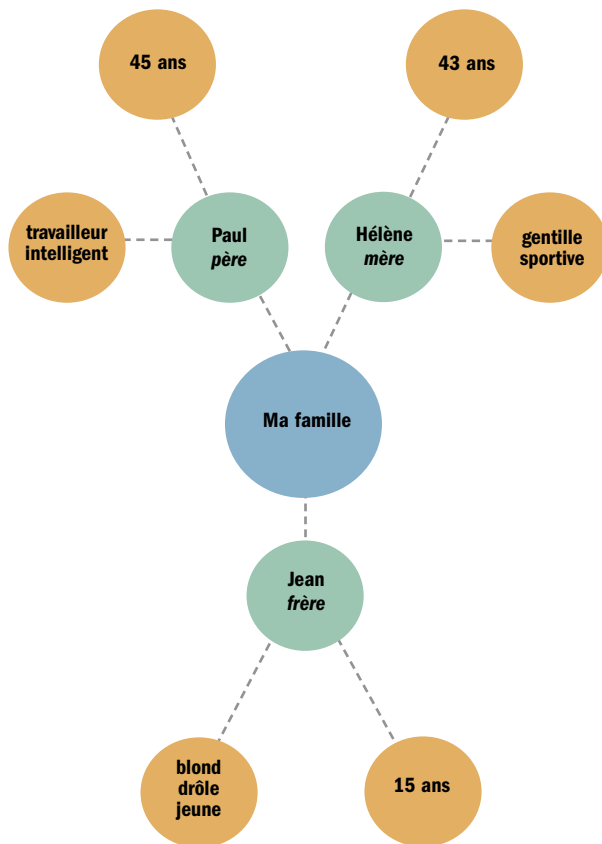 45 ans
43 ans
travailleur
intelligent
Paul
père
Hélène
mère
gentille
sportive
Ma famille
Jean
frère
blond
drôle
jeune
15 ans